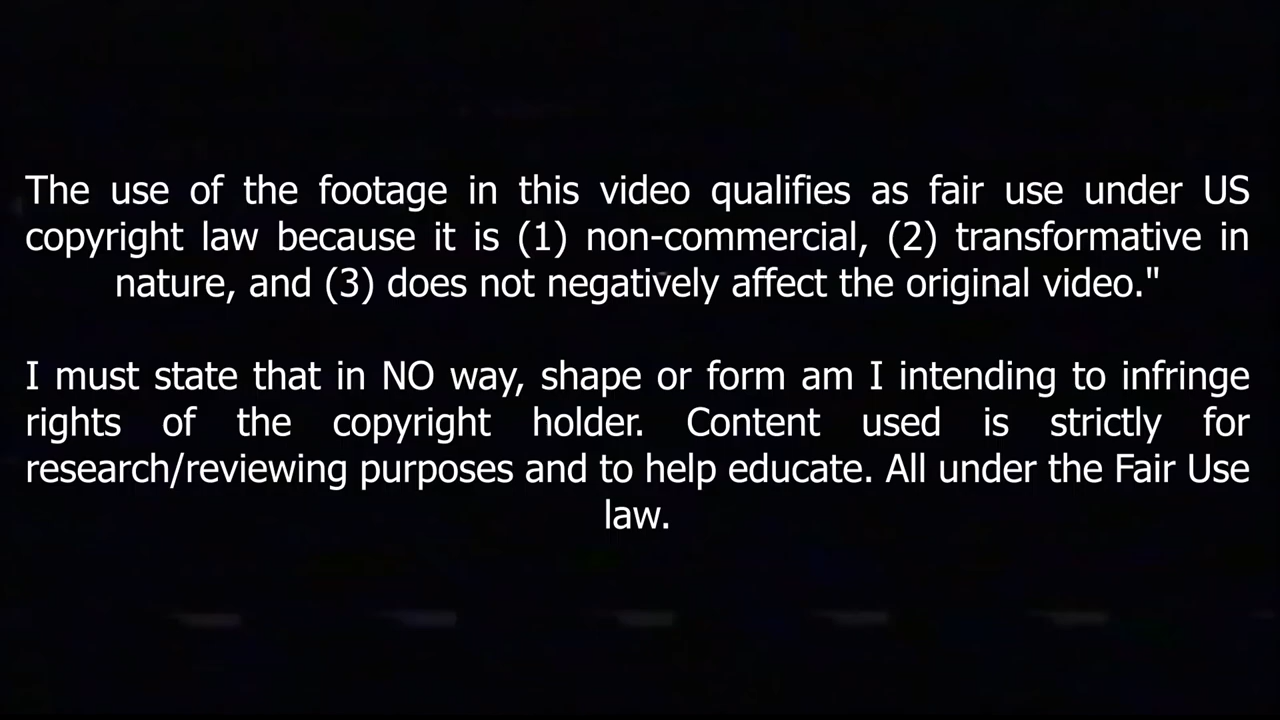 The use of the footage in this video qualifies as fair use under US
copyright law because it is (1) non-commercial, (2) transformative in
nature, and (3) does not negatively affect the original video."
I must state that in NO way, shape or form am I intending to infringe
rights of the copyright holder. Content used is strictly for
research/reviewing purposes and to help educate. All under the Fair Use
law.